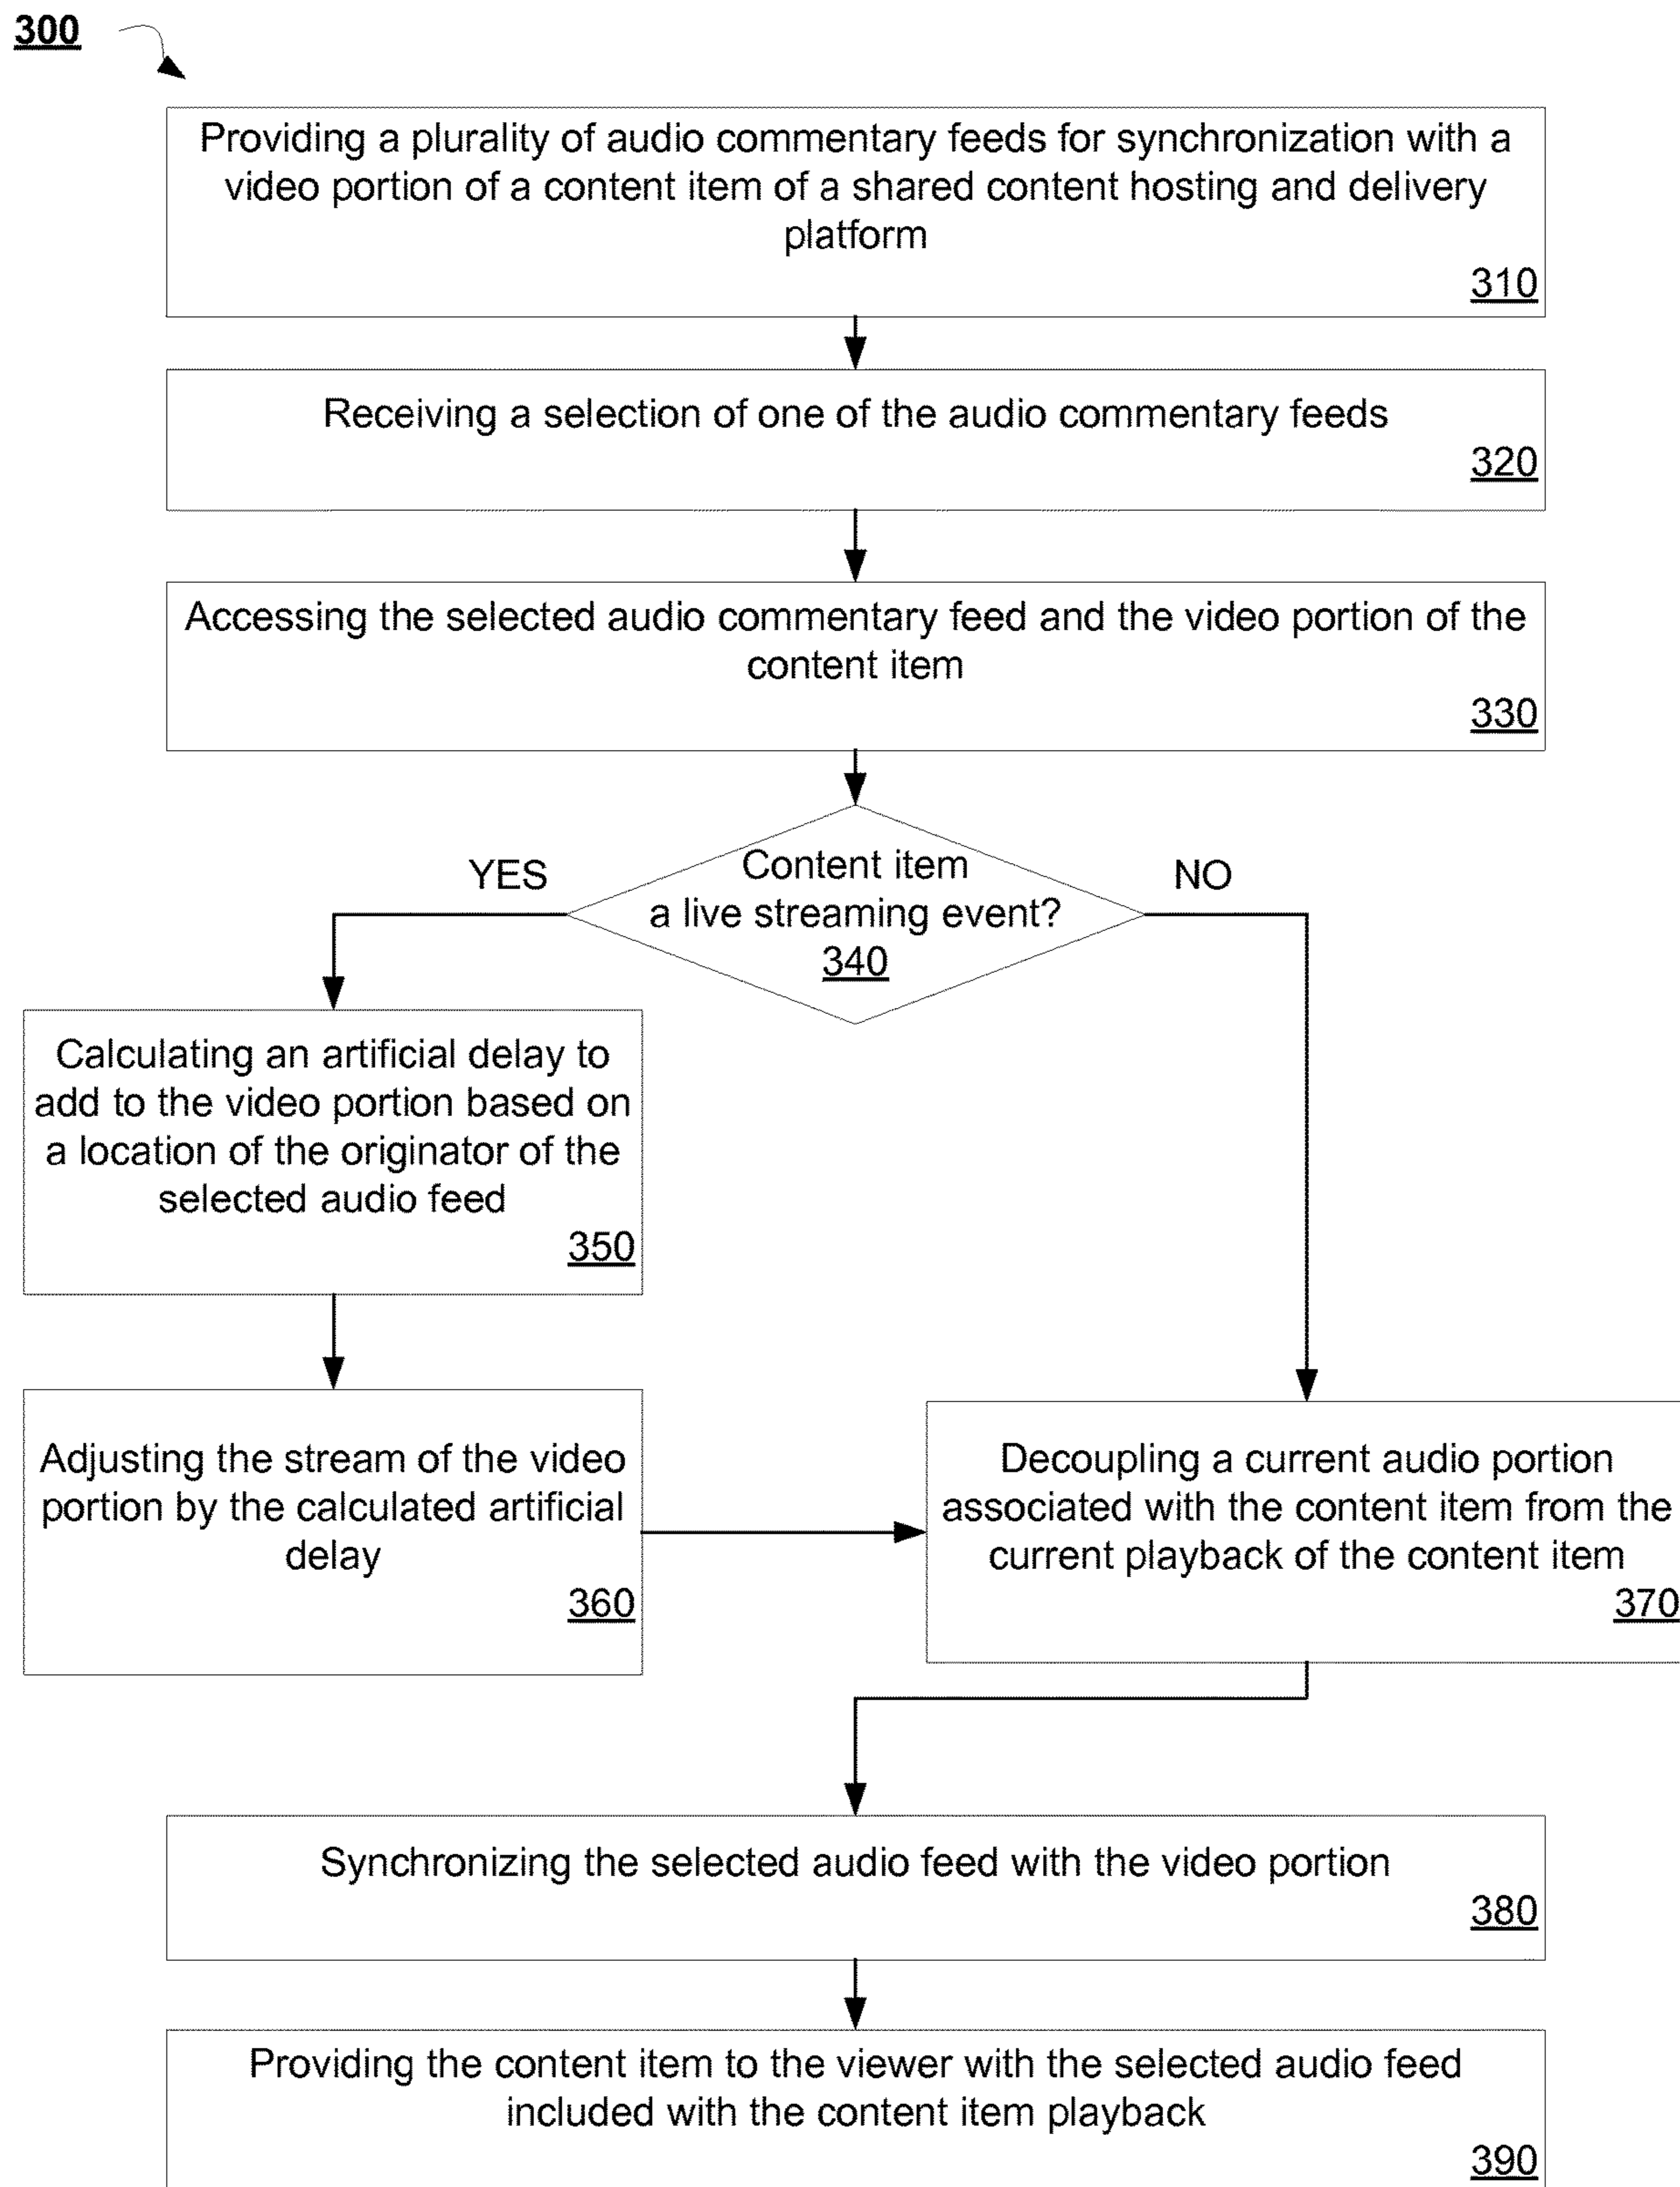 300
Providing a plurality of audio commentary feeds for synchronization with a
video portion of a content item of a shared content hosting and delivery
platform
310
Receiving a selection of one of the audio commentary feeds
320
Accessing the selected audio commentary feed and the video portion of the
content item
330
YES
Content item
a live streaming event?
340
NO
Calculating an artificial delay to
add to the video portion based on
a location of the originator of the
selected audio feed
350
Adjusting the stream of the video
portion by the calculated artificial
delay
360
Decoupling a current audio portion
associated with the content item from the
current playback of the content item
370
Synchronizing the selected audio feed with the video portion
380
Providing the content item to the viewer with the selected audio feed
included with the content item playback
390